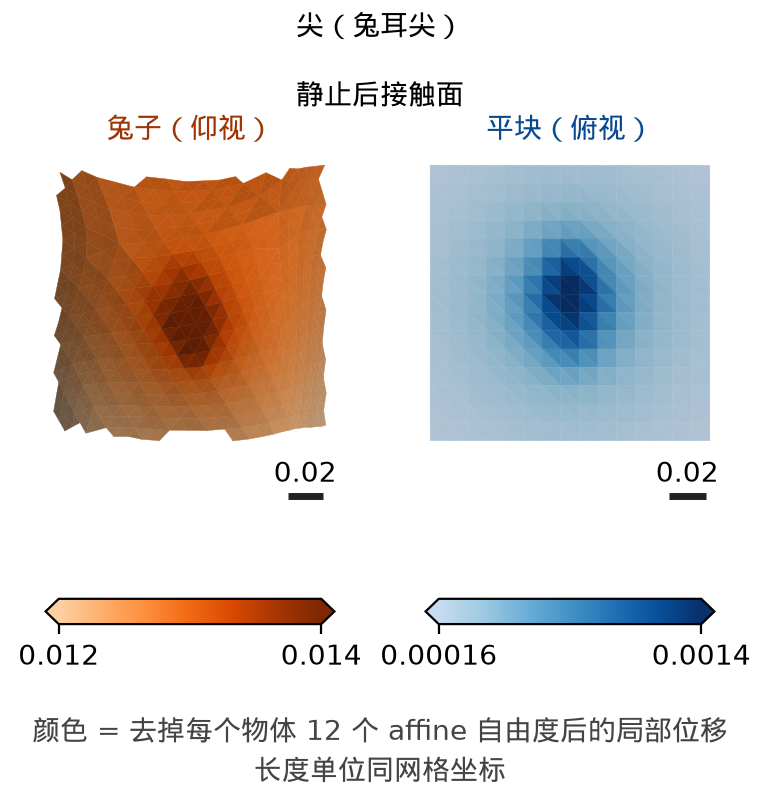 尖（兔耳尖）
静止后接触面
兔子（仰视）
平块（俯视）
0.02
0.02
0.012
0.014
0.00016
0.0014
颜色 = 去掉每个物体 12 个 affine 自由度后的局部位移
长度单位同网格坐标